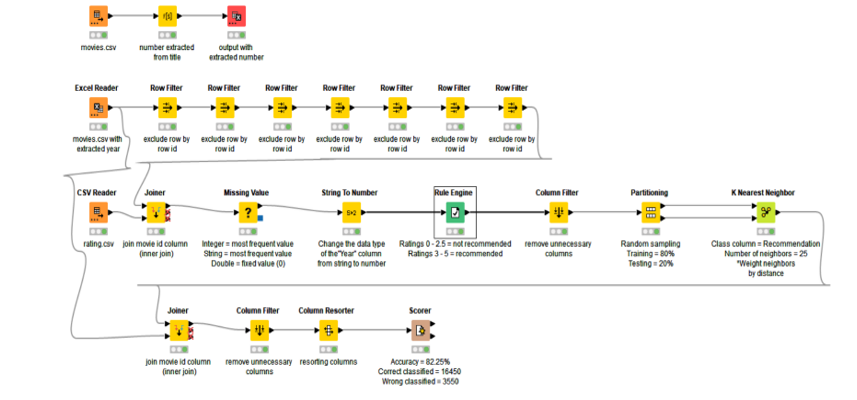 movies.csv
number extracted
from title
output with
extracted number
Excel Reader
Row Filter
Row Filter
Row Filter
Row Filter
Row Filter
Row Filter
Row Filter
movies.csv with
extracted year
exclude row by
row id
exclude row by
row id
exclude row by
row id
exclude row by
row id
exclude row by
row id
exclude row by
row id
exclude row by
row id
CSV Reader
Joiner
Missing Value
String To Number
Rule Engine
Column Filter
Partitioning
K Nearest Neighbor
S→2
rating.csv
join movie id column
(inner join)
Integer = most frequent value
String = most frequent value
Double = fixed value (0)
Change the data type
of the"Year" column
from string to number
Ratings 0 - 2.5 = not recommended
Ratings 3 - 5 = recommended
remove unnecessary
columns
Random sampling
Training = 80%
Testing = 20%
Class column = Recommendation
Number of neighbors = 25
*Weight neighbors
by distance
Joiner
Column Filter
Column Resorter
Scorer
join movie id column
(inner join)
remove unnecessary
columns
resorting columns
Accuracy = 82.25%
Correct classified = 16450
Wrong classified = 3550